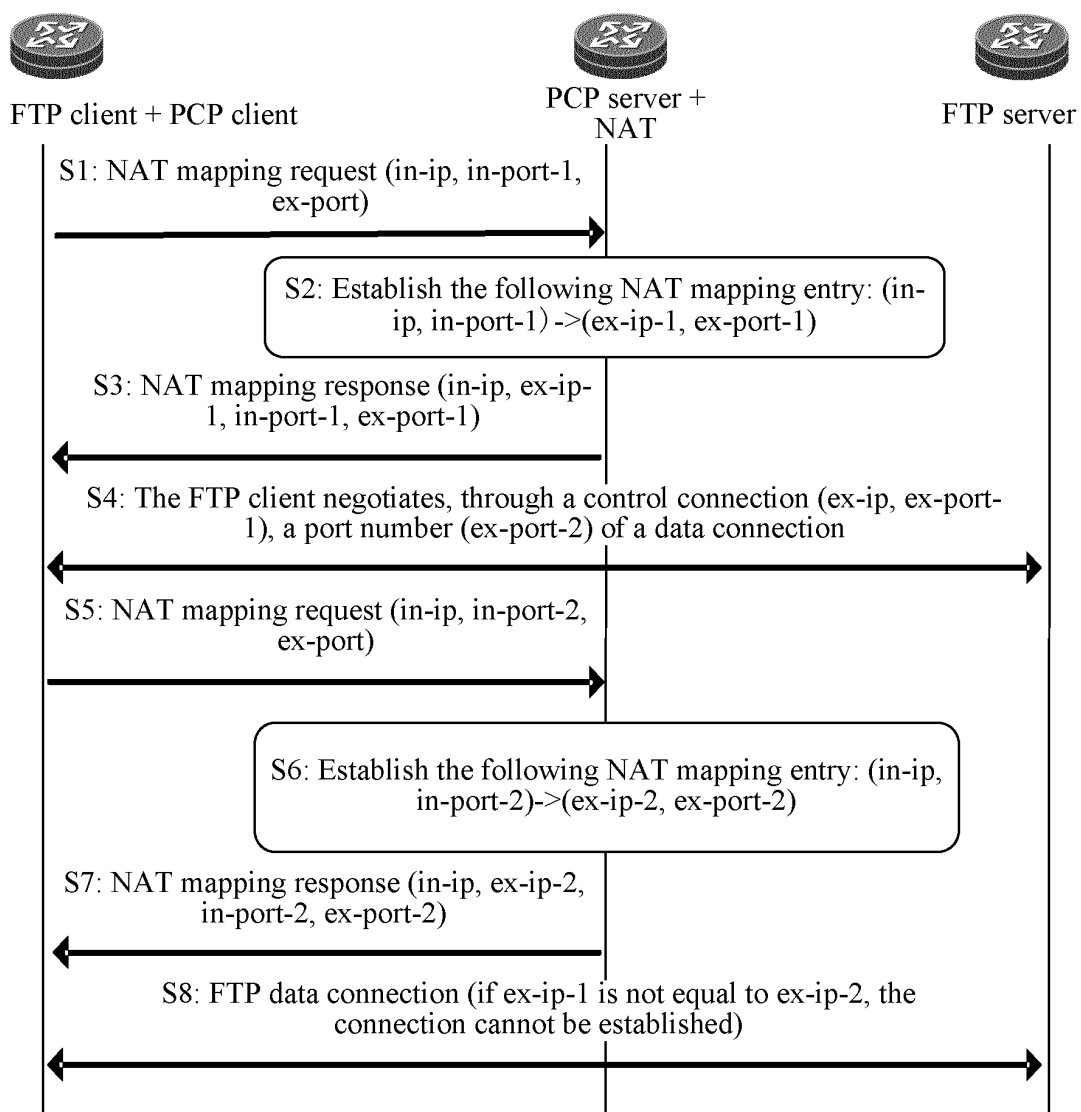 FTP client + PCP client
PCP server +
NAT
FTP server
S1: NAT mapping request (in-ip, in-port-1,
ex-port)
S2: Establish the following NAT mapping entry: (in-
ip, in-port-1)->(ex-ip-1, ex-port-1)
S3: NAT mapping response (in-ip, ex-ip-
1, in-port-1, ex-port-1)
S4: The FTP client negotiates, through a control connection (ex-ip, ex-port-
1), a port number (ex-port-2) of a data connection
S5: NAT mapping request (in-ip, in-port-2,
ex-port)
S6: Establish the following NAT mapping entry: (in-ip,
in-port-2)->(ex-ip-2, ex-port-2)
S7: NAT mapping response (in-ip, ex-ip-2,
in-port-2, ex-port-2)
S8: FTP data connection (if ex-ip-1 is not equal to ex-ip-2, the
connection cannot be established)